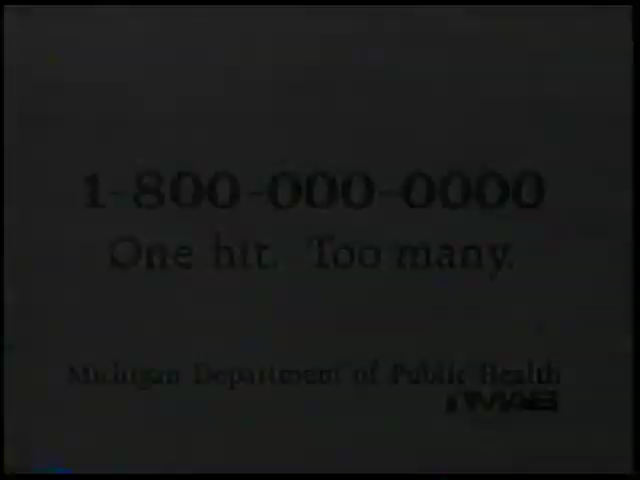 1-800-000-0000
One hit. Too many.
Michigan Department of Public Health